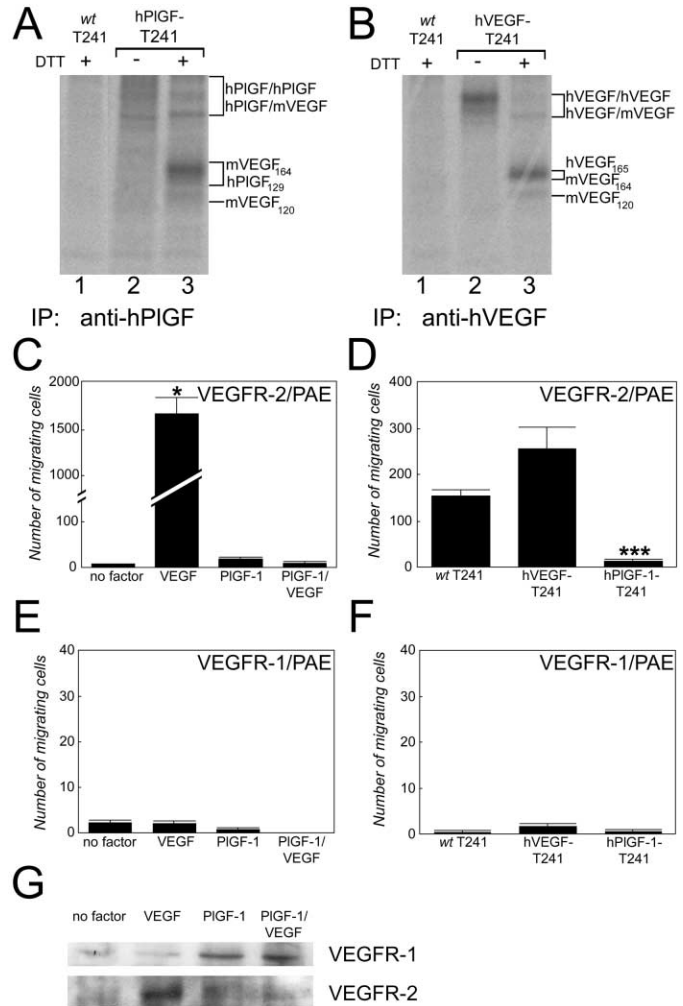 A
wt T241
hPlGF-T241
DTT + - +
hPlGF/hPlGF
hPlGF/mVEGF
mVEGF164
hPlGF129
mVEGF120
1 2 3
IP: anti-hPlGF
B
wt T241
hVEGF-T241
DTT + - +
hVEGF/hVEGF
hVEGF/mVEGF
hVEGF165
mVEGF164
mVEGF120
1 2 3
IP: anti-hVEGF
C
VEGFR-2/PAE
Number of migrating cells
2000
1500
1000
100
0
*
no factor VEGF PlGF-1 PlGF-1/VEGF
D
VEGFR-2/PAE
Number of migrating cells
400
300
200
100
0
***
wt T241 hVEGF-T241 hPlGF-1-T241
E
VEGFR-1/PAE
Number of migrating cells
40
30
20
10
0
no factor VEGF PlGF-1 PlGF-1/VEGF
F
VEGFR-1/PAE
Number of migrating cells
40
30
20
10
0
wt T241 hVEGF-T241 hPlGF-1-T241
G
no factor VEGF PlGF-1 PlGF-1/VEGF
VEGFR-1
VEGFR-2